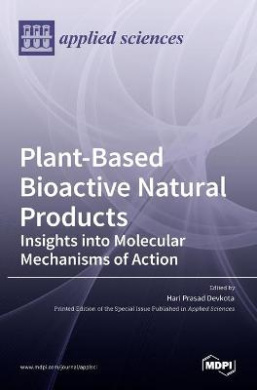 applied sciences
Plant-Based
Bioactive Natural
Products
Insights into Molecular
Mechanisms of Action
Edited by
Hari Prasad Devkota
Printed Edition of the Special Issue Published in Applied Sciences
www.mdpi.com/journal/applsci
MDPI